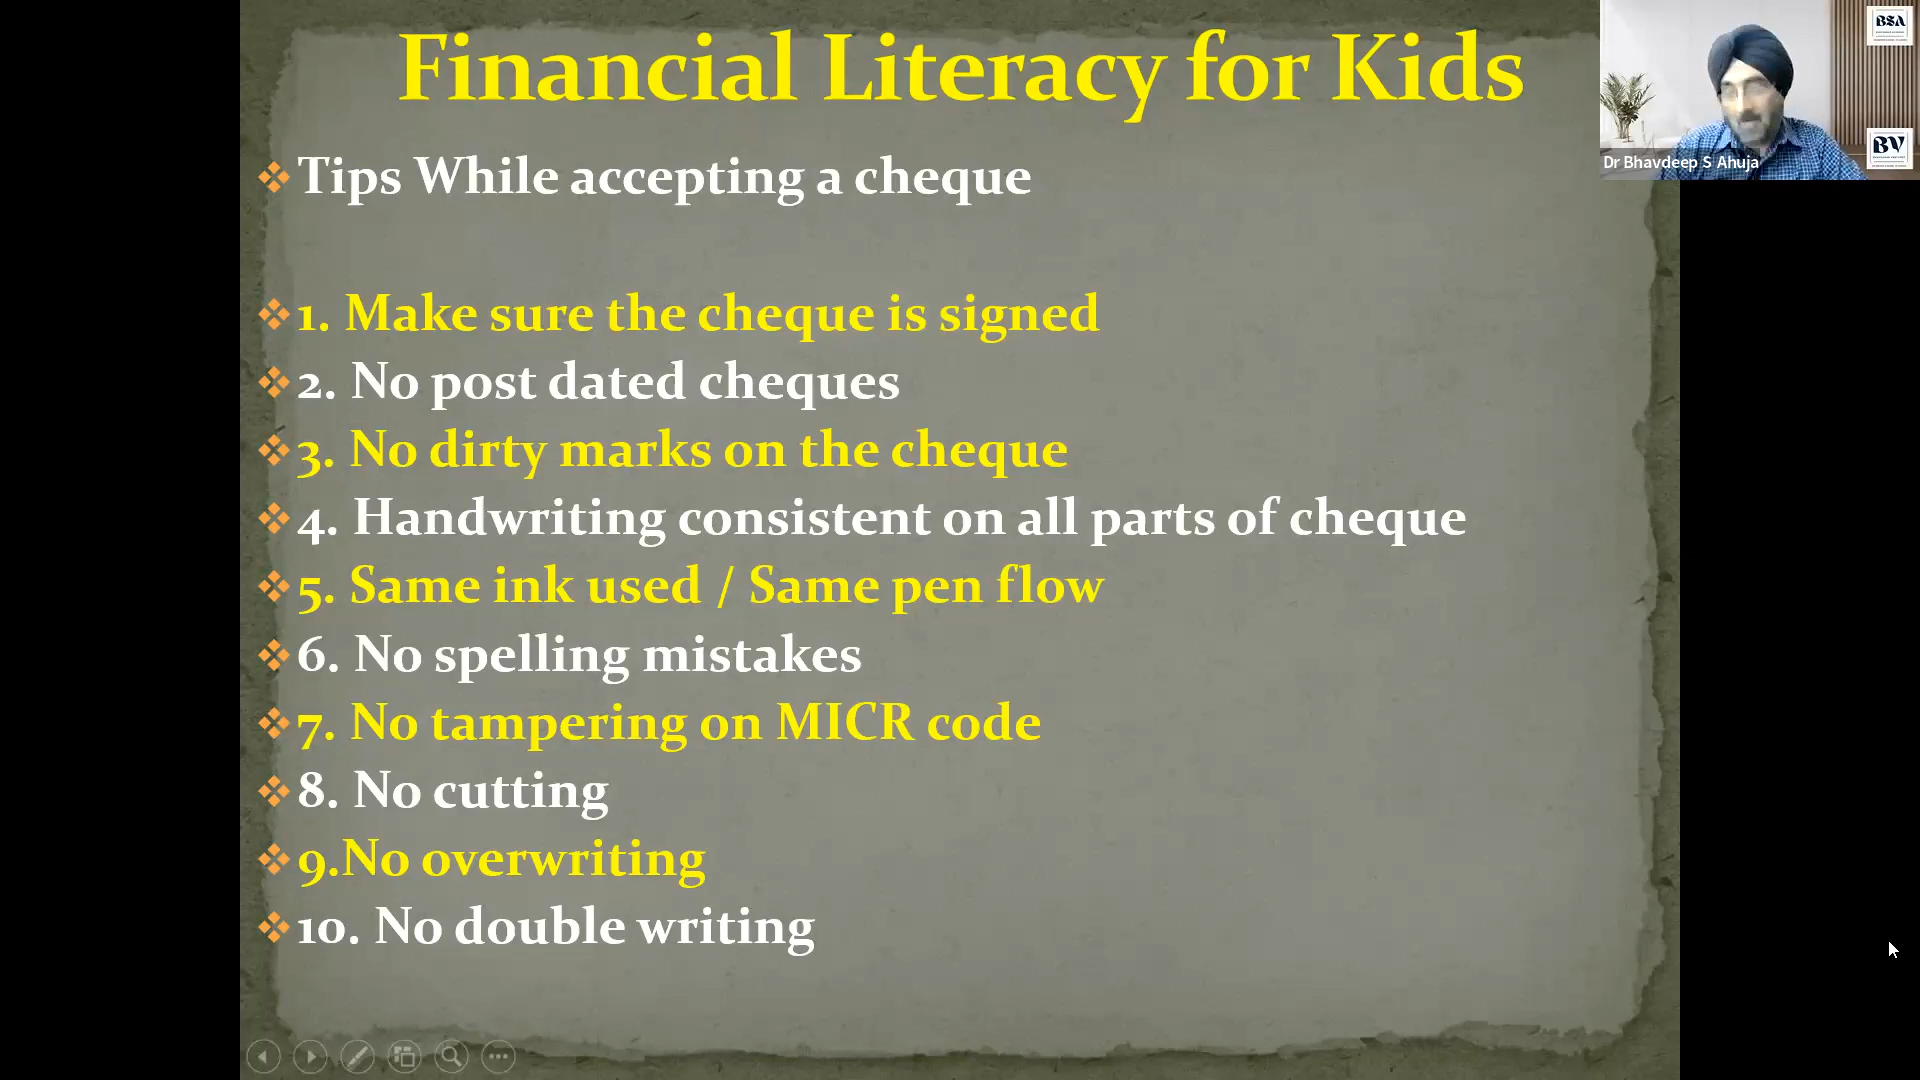 Financial Literacy for Kids
Tips While accepting a cheque
1. Make sure the cheque is signed
2. No post dated cheques
3. No dirty marks on the cheque
4. Handwriting consistent on all parts of cheque
5. Same ink used / Same pen flow
6. No spelling mistakes
7. No tampering on MICR code
8. No cutting
9.No overwriting
10. No double writing
BSA
BV
Dr Bhavdeep S Ahuja